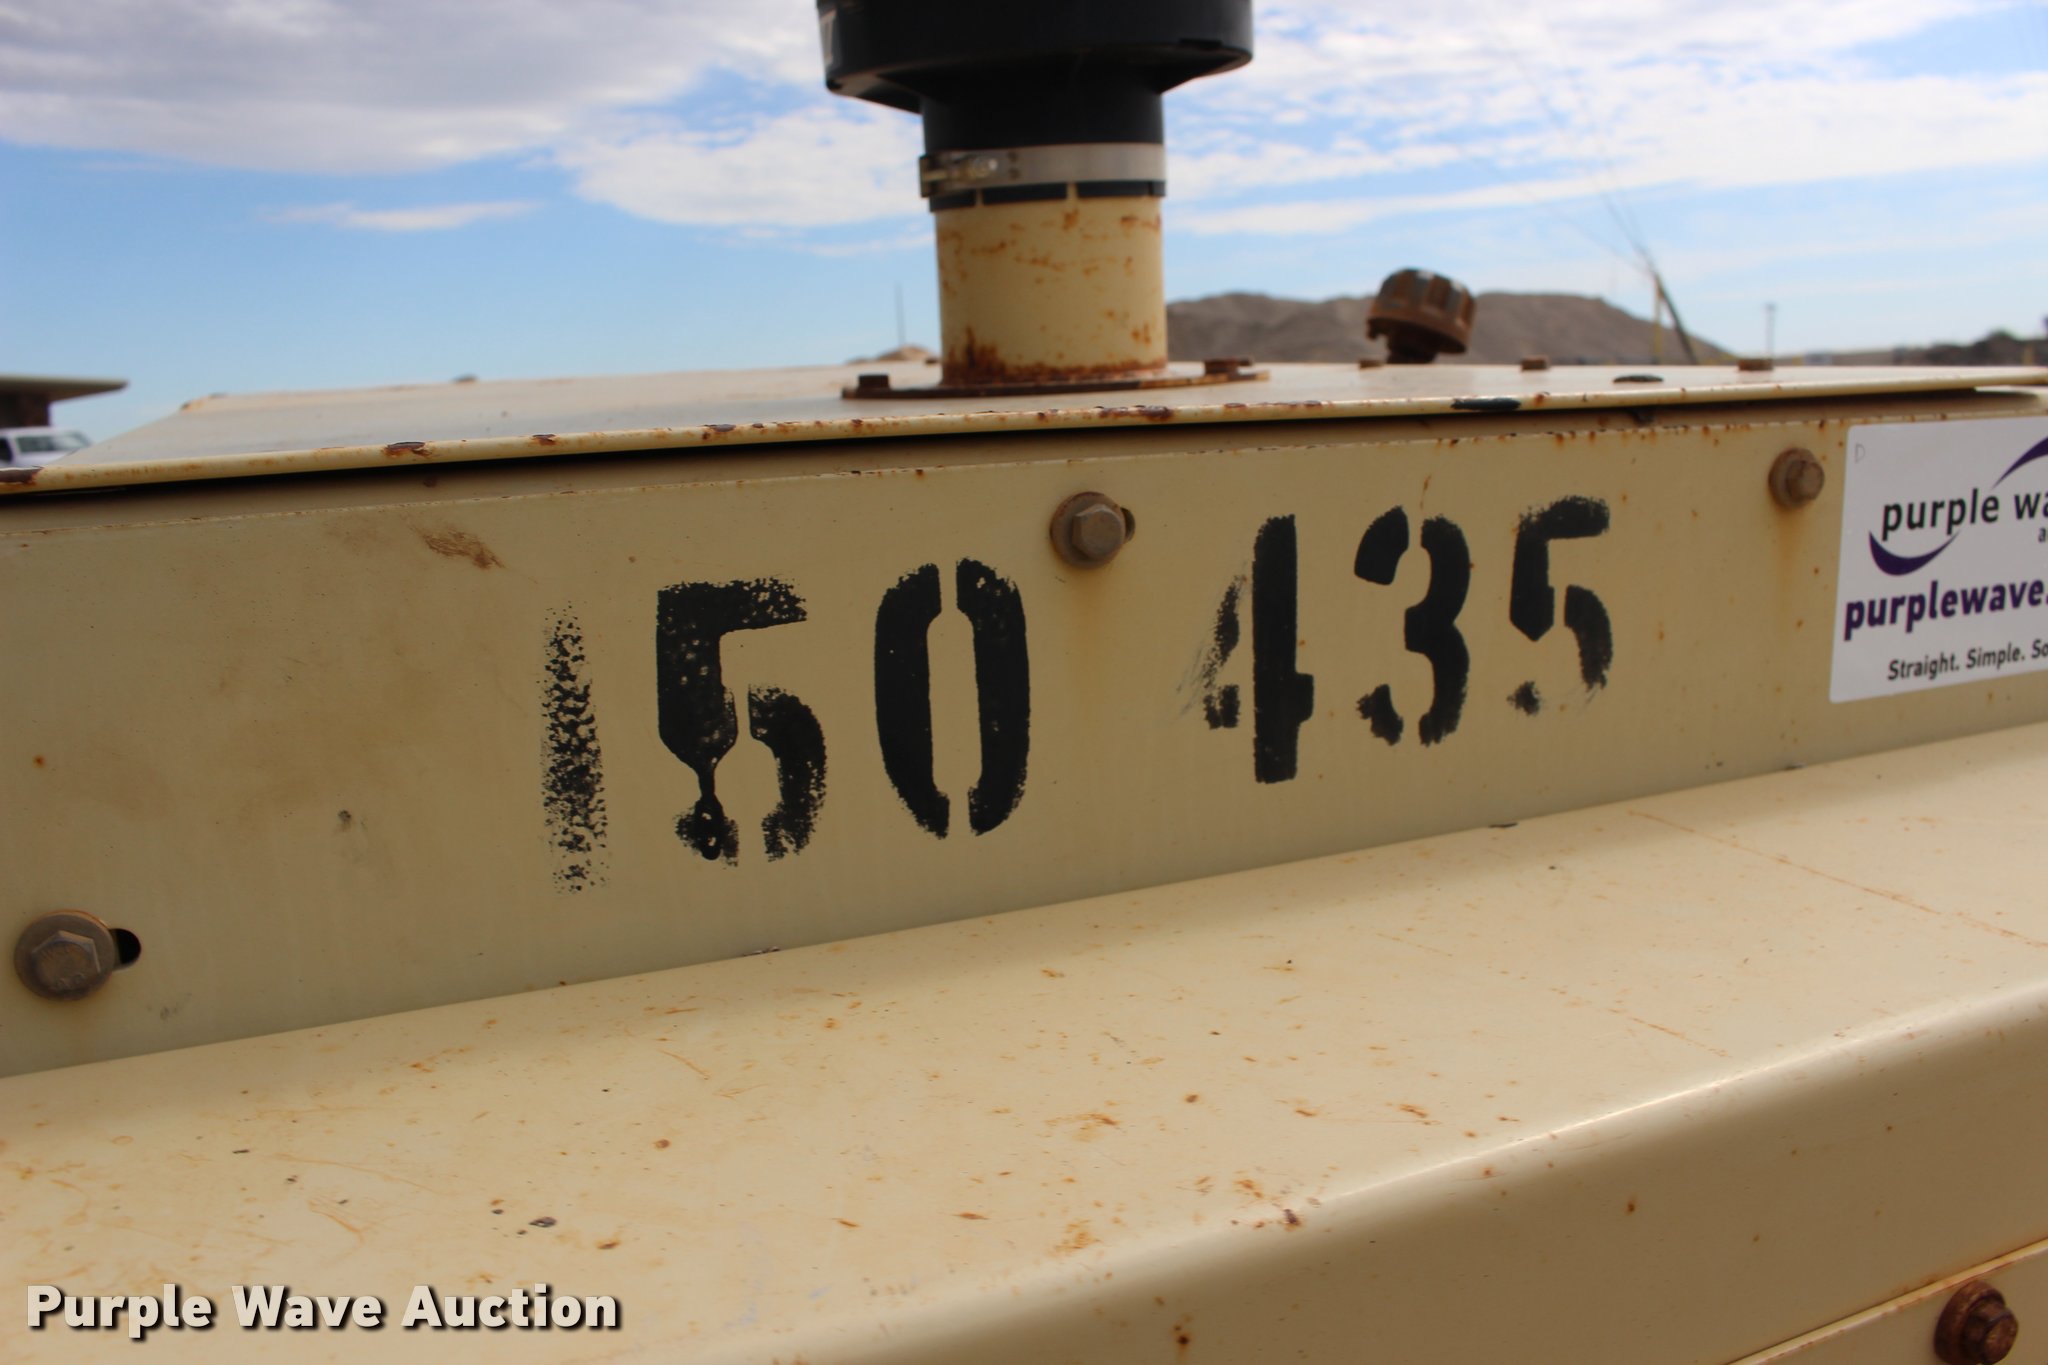 150 435
D
purple wa
a
purplewave.
Straight. Simple. So
Purple Wave Auction